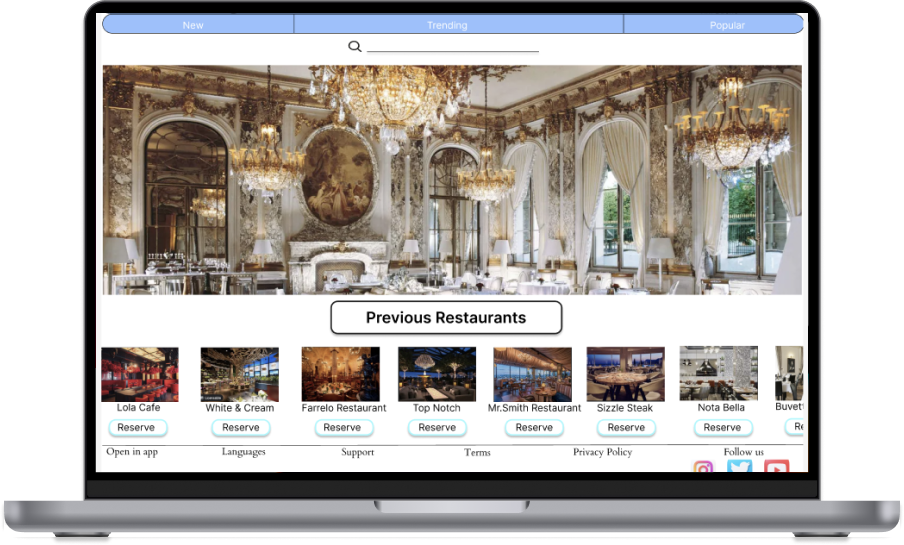 New Trending Popular
Previous Restaurants
Lola Cafe White & Cream Farrelo Restaurant Top Notch Mr.Smith Restaurant Sizzle Steak Nota Bella Buvet
Reserve Reserve Reserve Reserve Reserve Reserve Reserve Re
Open in app Languages Support Terms Privacy Policy Follow us